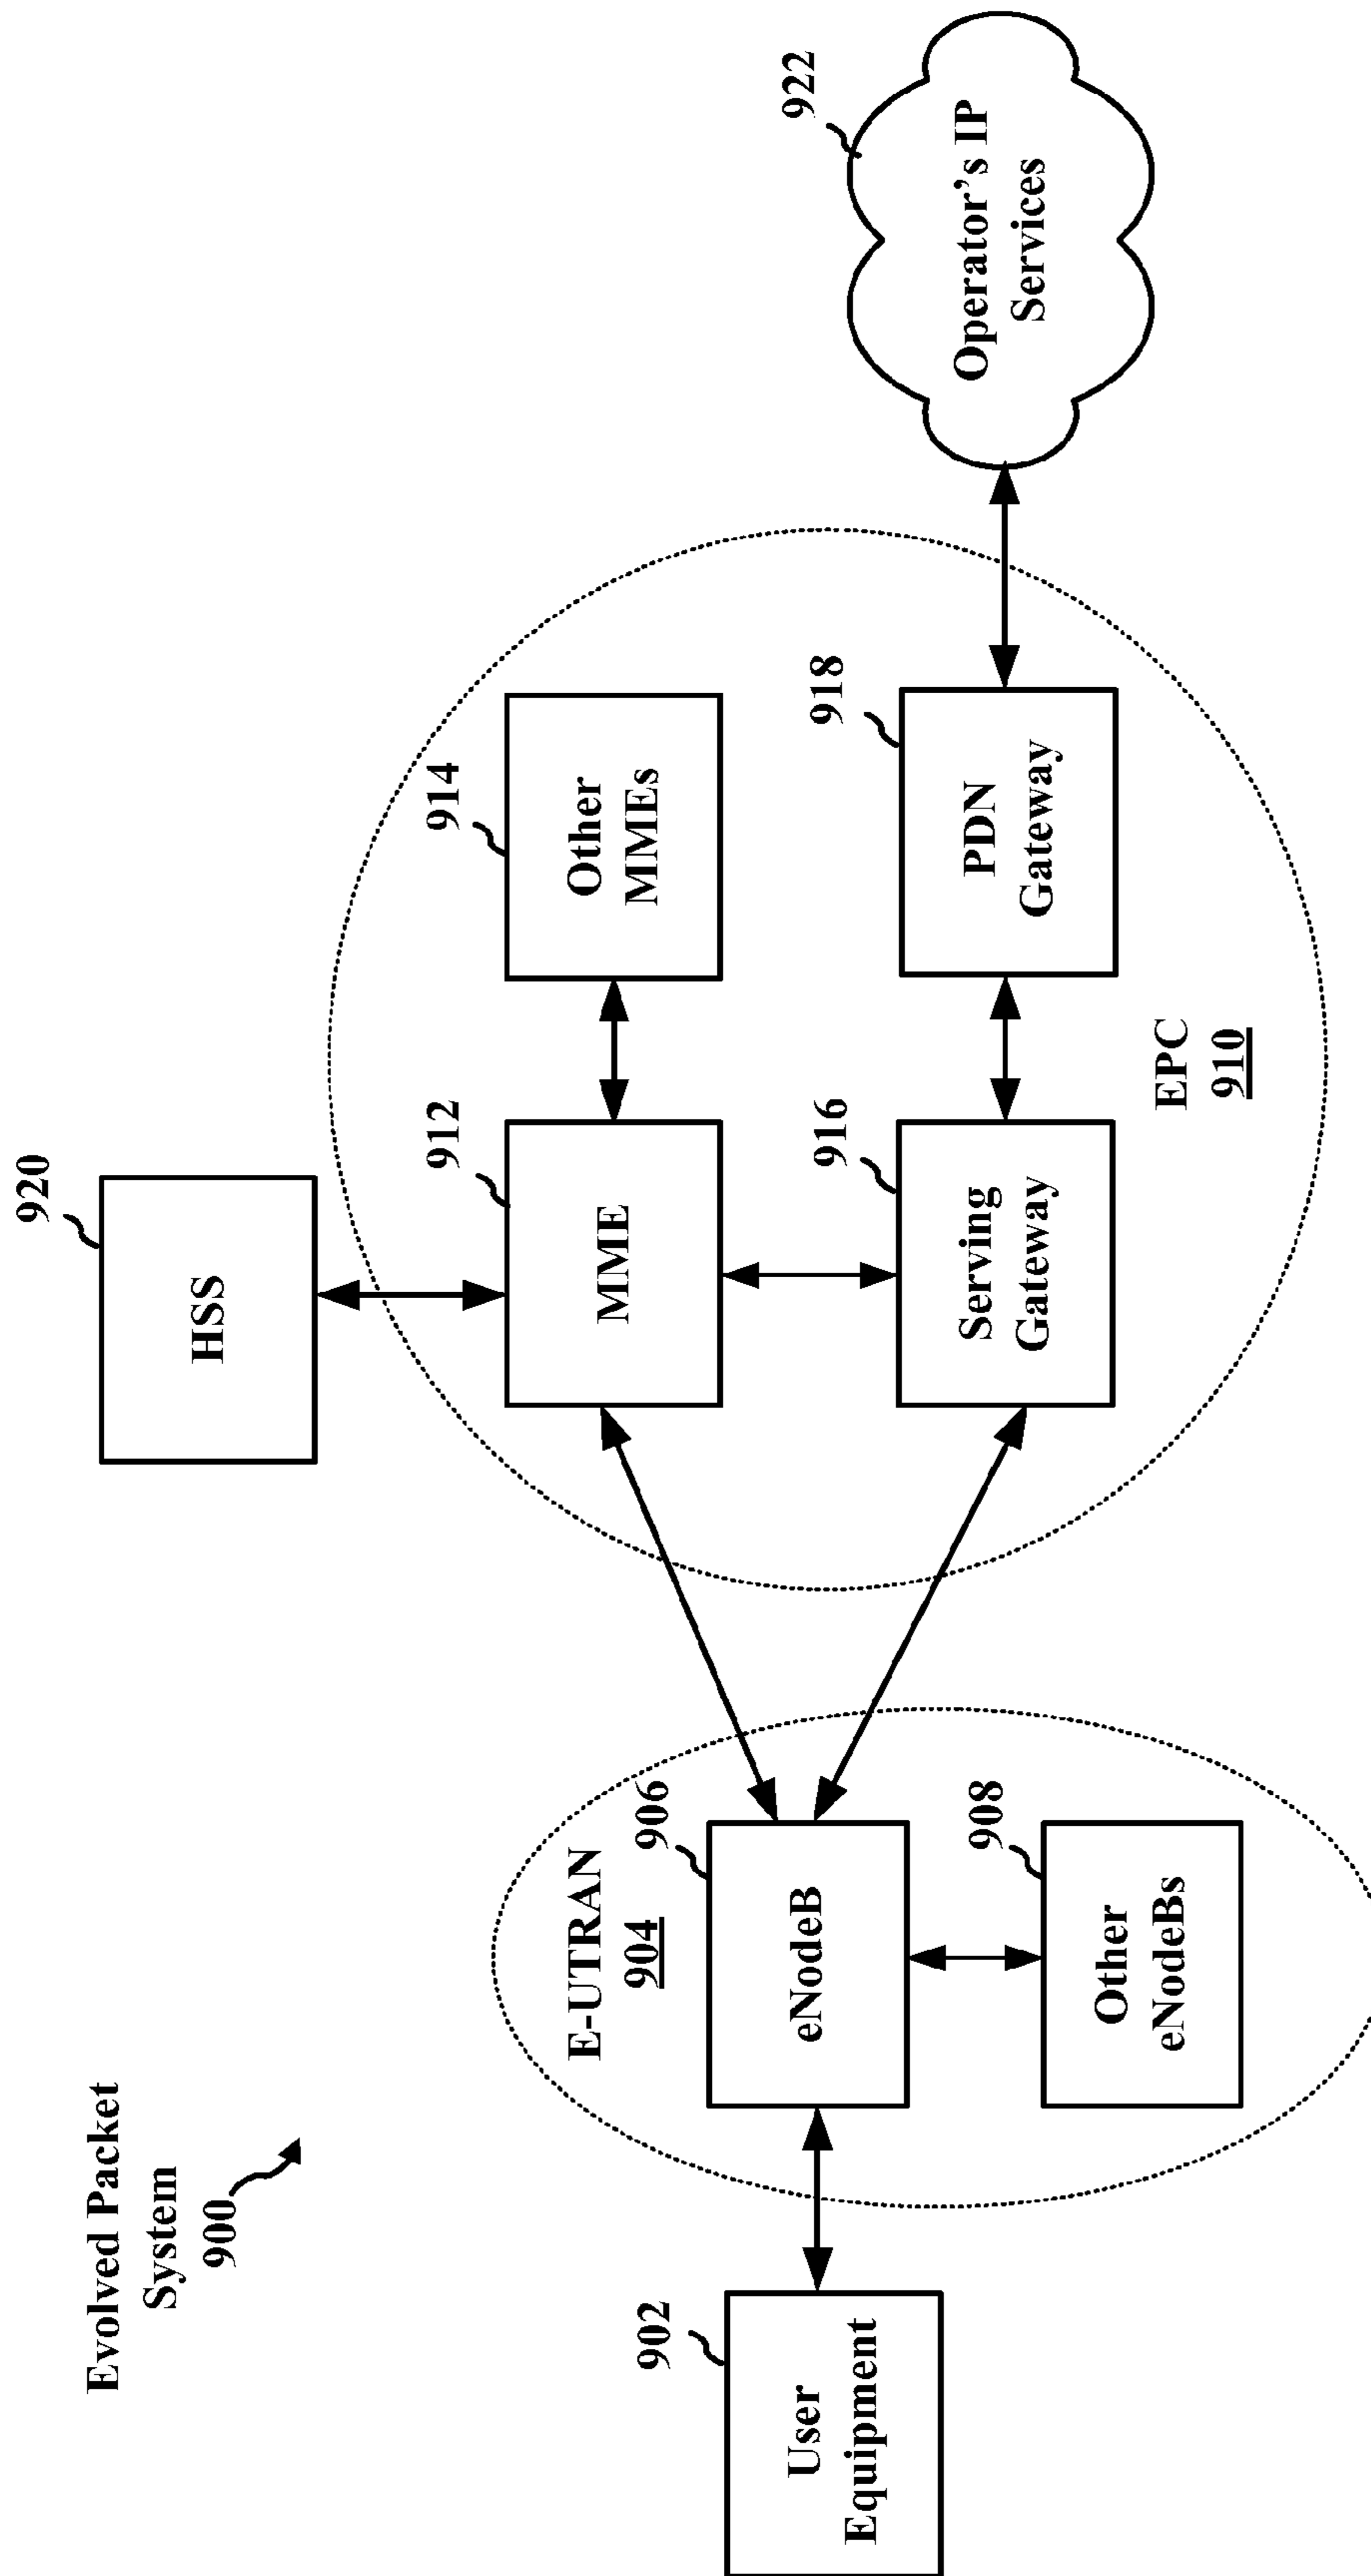 Evolved Packet
System
900
920
HSS
E-UTRAN
904
912
MME
914
Other
MMEs
902
User
Equipment
906
eNodeB
908
Other
eNodeBs
916
Serving
Gateway
918
PDN
Gateway
EPC
910
922
Operator’s IP
Services